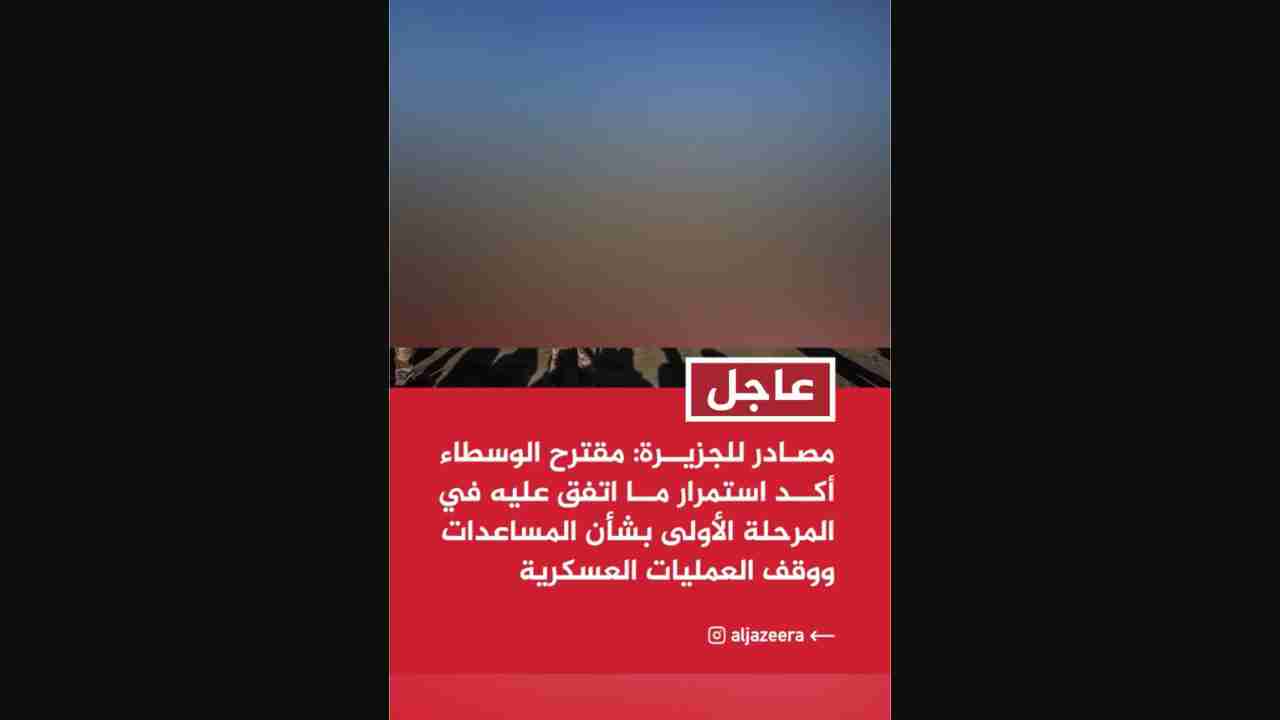 عاجل
مصادر للجزيرة: مقترح الوسطاء
أكد استمرار ما اتفق عليه في
المرحلة الأولى بشأن المساعدات
ووقف العمليات العسكرية
aljazeera